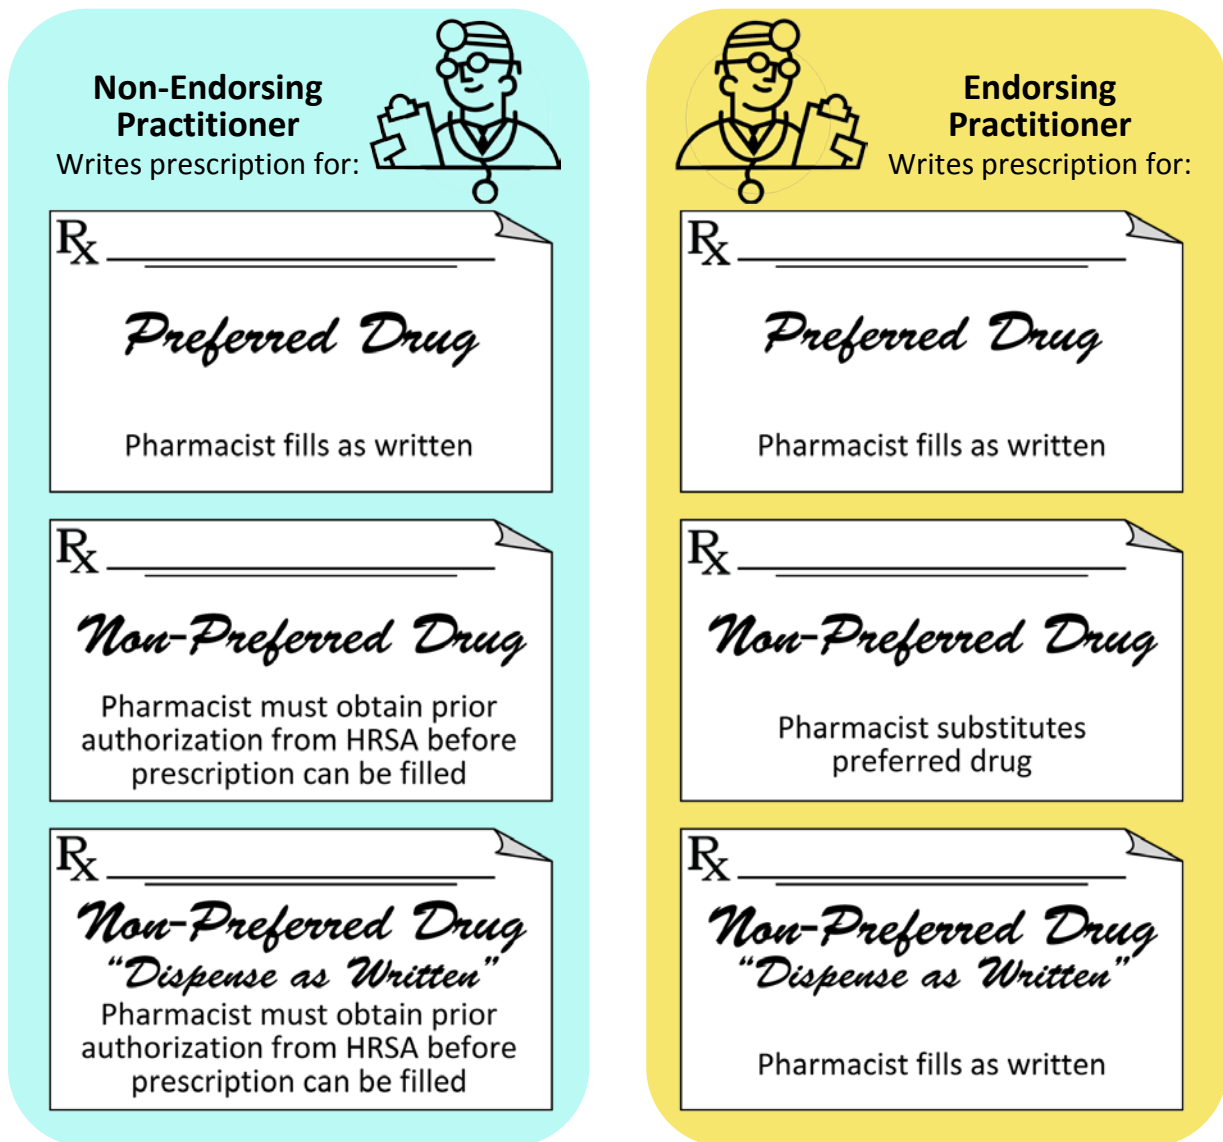 Non-Endorsing
Practitioner
Writes prescription for:
Rx
Preferred Drug
Pharmacist fills as written
Rx
Non-Preferred Drug
Pharmacist must obtain prior
authorization from HRSA before
prescription can be filled
Rx
Non-Preferred Drug
“Dispense as Written”
Pharmacist must obtain prior
authorization from HRSA before
prescription can be filled
Endorsing
Practitioner
Writes prescription for:
Rx
Preferred Drug
Pharmacist fills as written
Rx
Non-Preferred Drug
Pharmacist substitutes
preferred drug
Rx
Non-Preferred Drug
“Dispense as Written”
Pharmacist fills as written